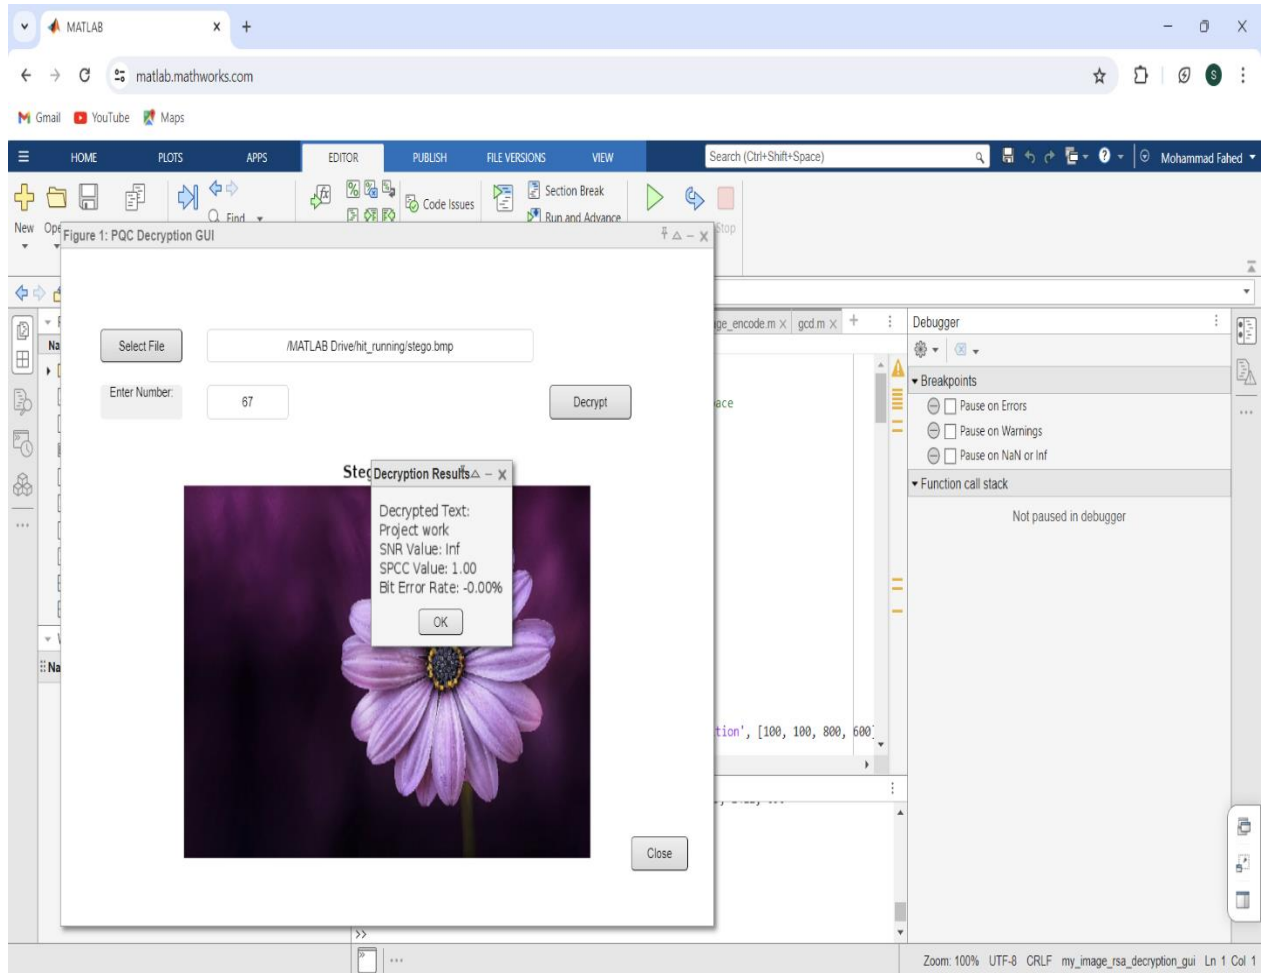 MATLAB
matlab.mathworks.com
Gmail YouTube Maps
HOME PLOTS APPS EDITOR PUBLISH FILE VERSIONS VIEW Search (Ctrl+Shift+Space) Mohammad Fahed
New Find Code Issues Section Break
Run and Advance Stop
Figure 1: PQC Decryption GUI
gcd.m
Debugger
Select File /MATLAB Drive/hit_running/stego.bmp
Enter Number: 67 Decrypt
Breakpoints
Pause on Errors
Pause on Warnings
Pause on NaN or Inf
Function call stack
Not paused in debugger
Decryption Results
Decrypted Text:
Project work
SNR Value: Inf
SPCC Value: 1.00
Bit Error Rate: -0.00%
OK
tion', [100, 100, 800, 600]
Close
>>
Zoom: 100% UTF-8 CRLF my_image_rsa_decryption_gui Ln 1 Col 1